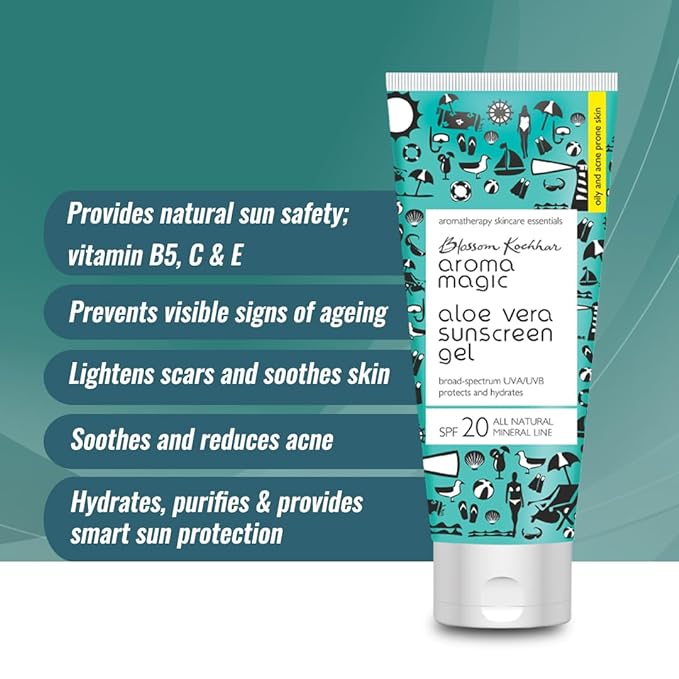 Provides natural sun safety;
vitamin B5, C & E
Prevents visible signs of ageing
Lightens scars and soothes skin
Soothes and reduces acne
Hydrates, purifies & provides
smart sun protection
oily and acne prone skin
aromatherapy skincare essentials
Blossom Kochhar
aroma
magic
aloe vera
sunscreen
gel
broad-spectrum UVA/UVB
protects and hydrates
SPF 20 ALL NATURAL
MINERAL LINE